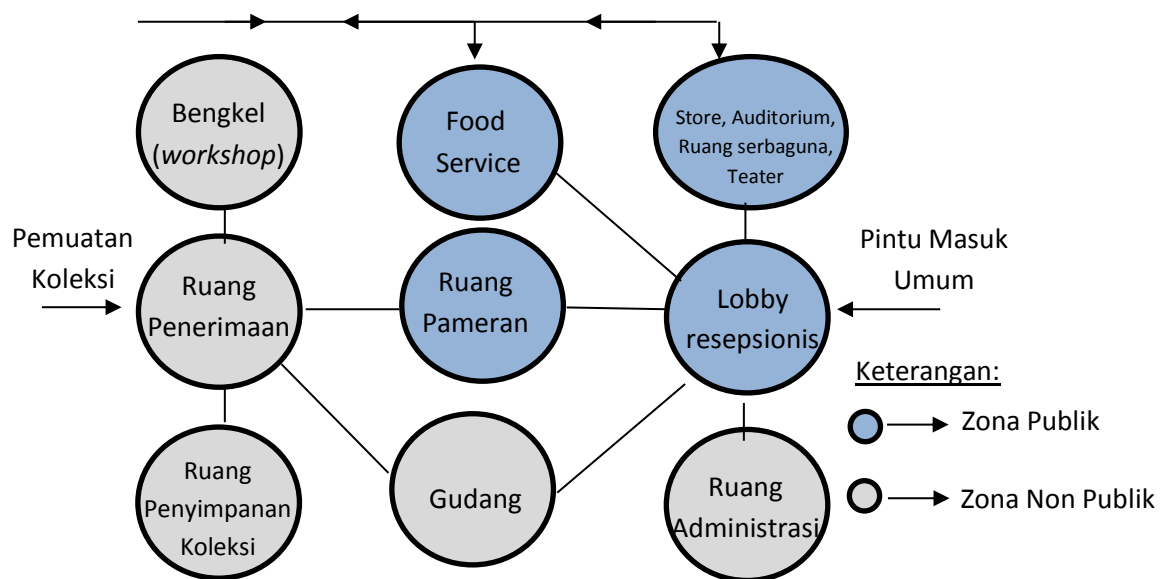 Bengkel
(workshop)
Food
Service
Store, Auditorium,
Ruang serbaguna,
Teater
Pemuatan
Koleksi
Ruang
Penerimaan
Ruang
Pameran
Lobby
resepsionis
Pintu Masuk
Umum
Keterangan:
Zona Publik
Zona Non Publik
Ruang
Penyimpanan
Koleksi
Gudang
Ruang
Administrasi